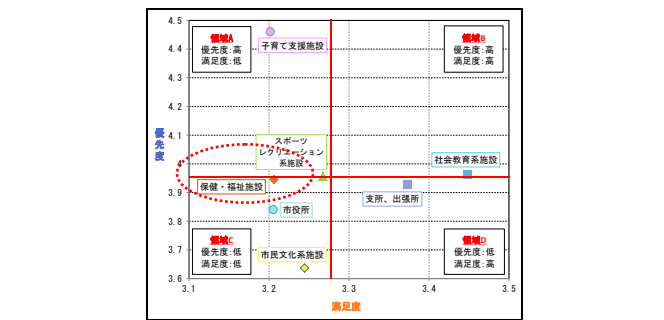 4.5
4.4
4.3
4.2
4.1
4
3.9
3.8
3.7
3.6
優先度
領域A
優先度:高
満足度:低
子育て支援施設
領域B
優先度:高
満足度:高
スポーツ
レクリエーション
系施設
社会教育系施設
保健・福祉施設
支所、出張所
市役所
領域C
優先度:低
満足度:低
市民文化系施設
領域D
優先度:低
満足度:高
3.1
3.2
3.3
3.4
3.5
満足度